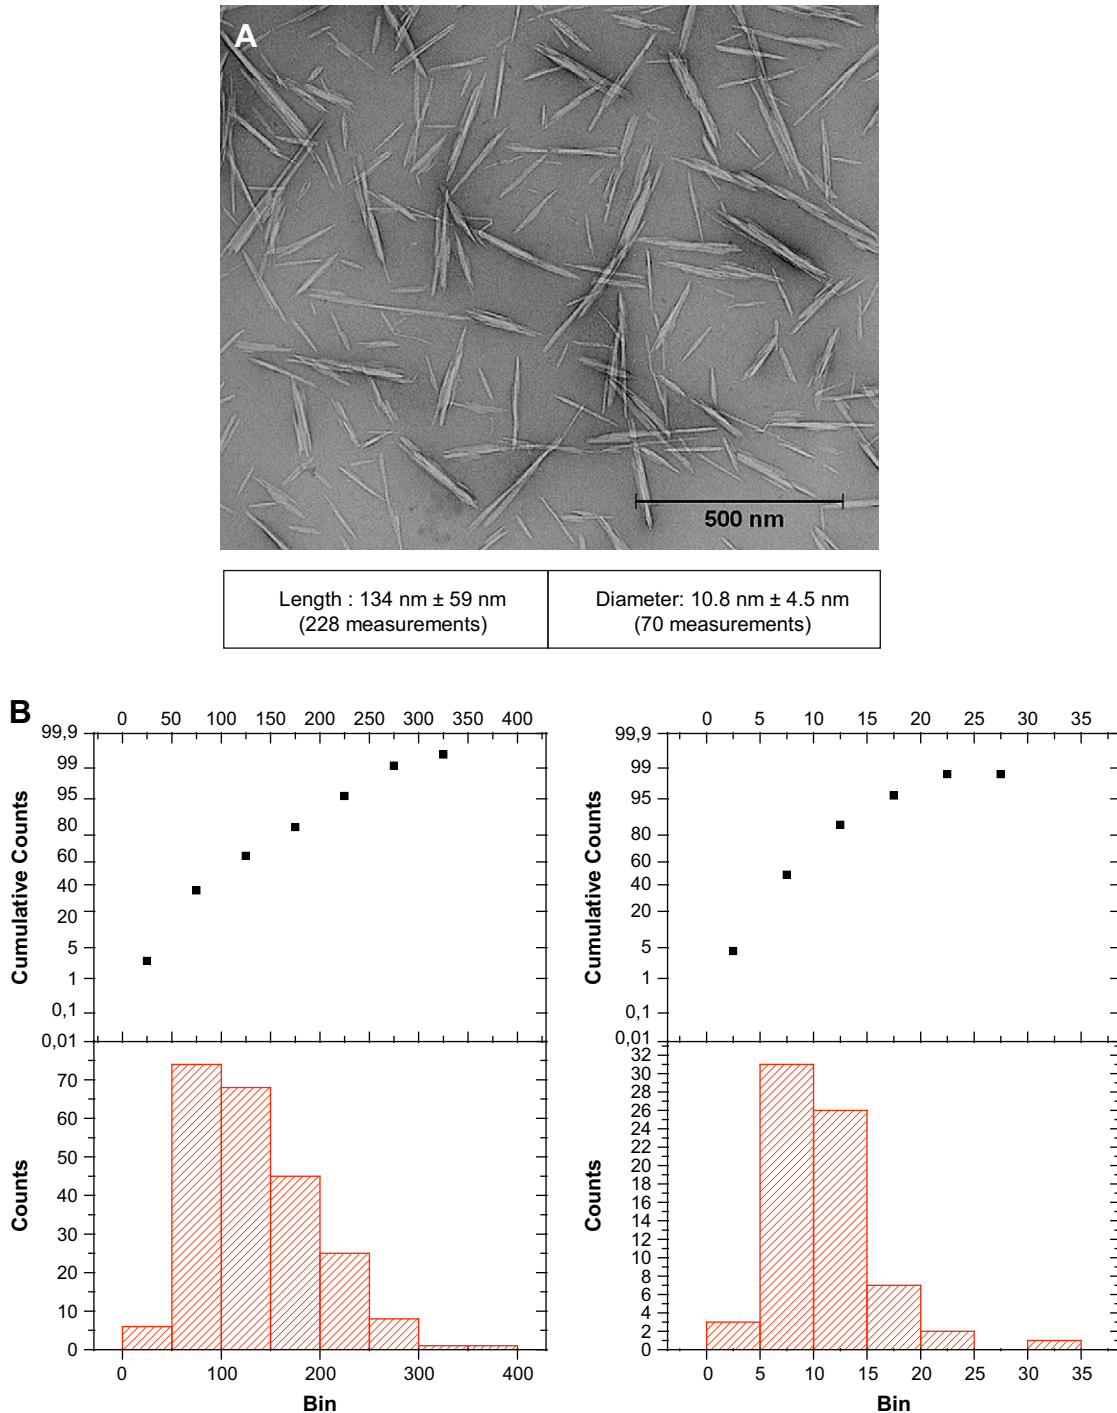 A
500 nm
Length : 134 nm ± 59 nm
(228 measurements)
Diameter: 10.8 nm ± 4.5 nm
(70 measurements)
B
0 50 100 150 200 250 300 350 400
99,9
99
95
80
60
40
20
5
1
0,1
0,01
Cumulative Counts
70
60
50
40
30
20
10
0
Counts
0 100 200 300 400
Bin
0 5 10 15 20 25 30 35
99,9
99
95
80
60
40
20
5
1
0,1
0,01
Cumulative Counts
32
30
28
26
24
22
20
18
16
14
12
10
8
6
4
2
0
Counts
0 5 10 15 20 25 30 35
Bin